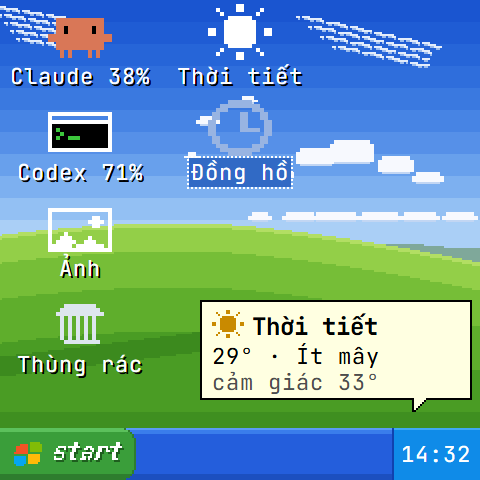 Claude 38%
Thời tiết
Codex 71%
Đồng hồ
Ảnh
Thùng rác
Thời tiết
29° · Ít mây
cảm giác 33°
start
14:32